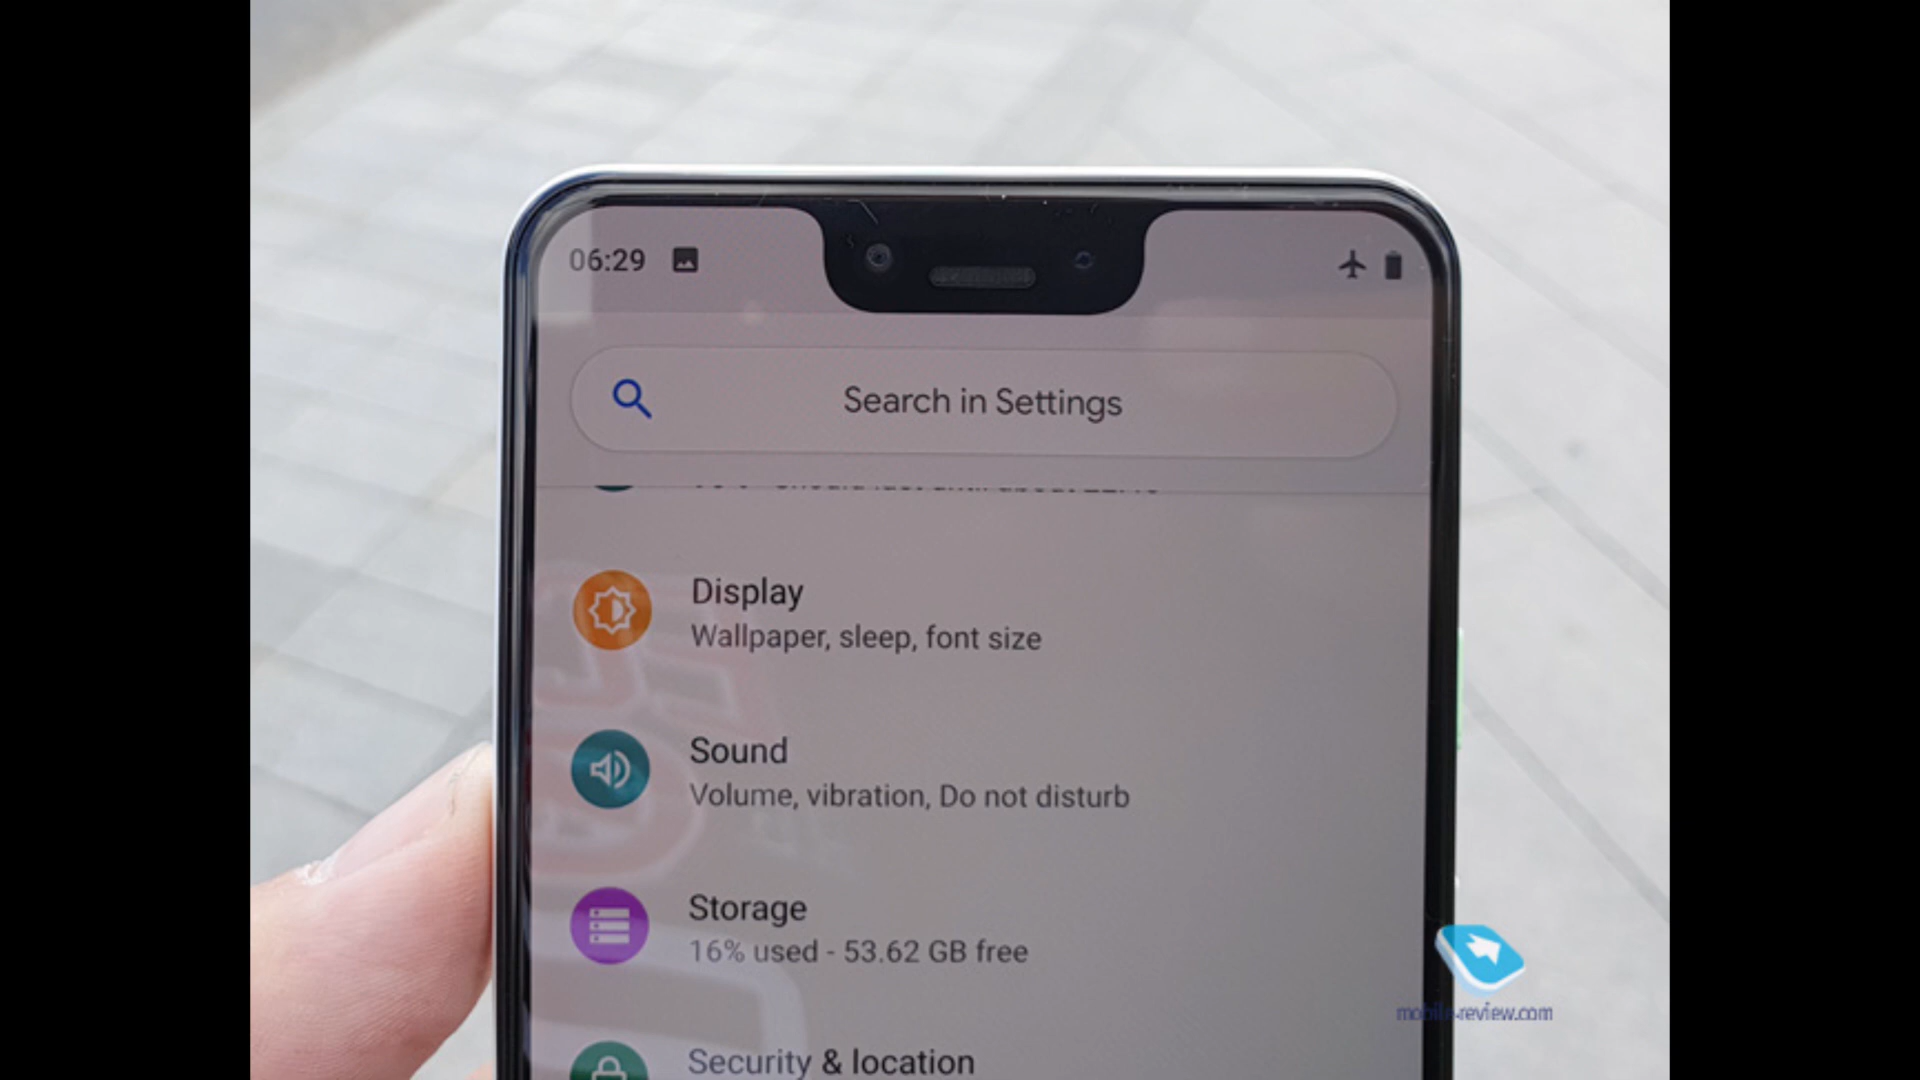 06:29
Search in Settings
Display
Wallpaper, sleep, font size
Sound
Volume, vibration, Do not disturb
Storage
16% used - 53.62 GB free
Security & location
mobile-review.com